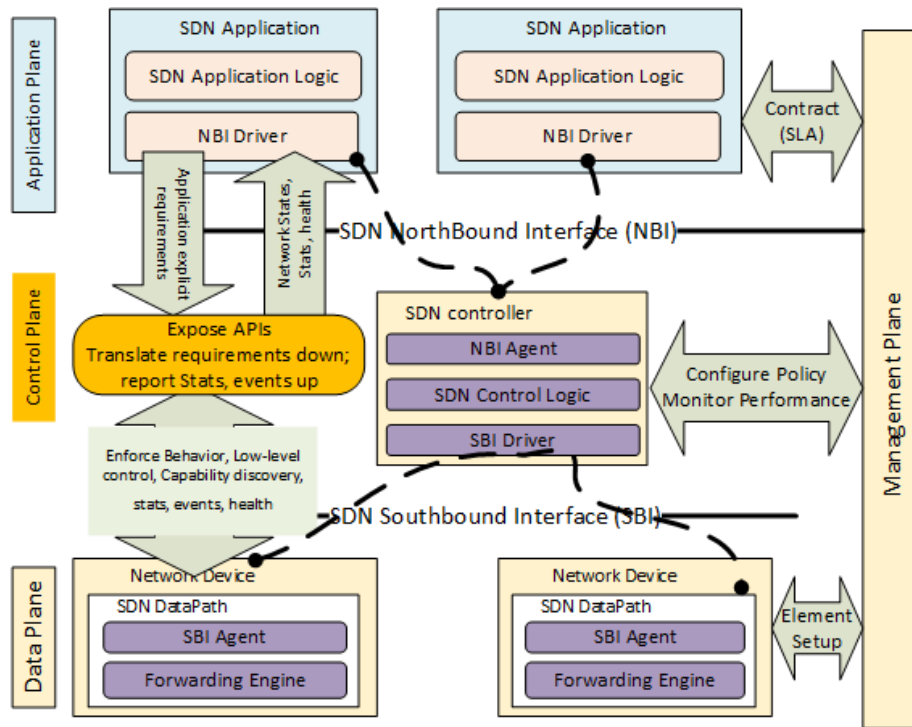 Application Plane
SDN Application
SDN Application Logic
NBI Driver
SDN Application
SDN Application Logic
NBI Driver
Contract
(SLA)
Application explicit
requirements
Network States,
Stats, health
SDN NorthBound Interface (NBI)
Control Plane
Expose APIs
Translate requirements down;
report Stats, events up
SDN controller
NBI Agent
SDN Control Logic
SBI Driver
Configure Policy
Monitor Performance
Management Plane
Enforce Behavior, Low-level
control, Capability discovery,
stats, events, health
SDN Southbound Interface (SBI)
Data Plane
Network Device
SDN DataPath
SBI Agent
Forwarding Engine
Network Device
SDN DataPath
SBI Agent
Forwarding Engine
Element
Setup